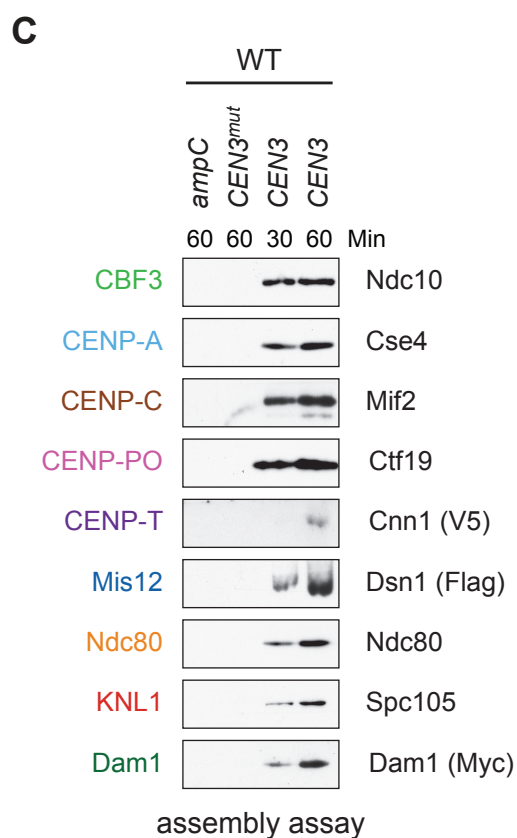 C
WT
ampC CEN3mut CEN3 CEN3
60 60 30 60 Min
CBF3 Ndc10
CENP-A Cse4
CENP-C Mif2
CENP-PO Ctf19
CENP-T Cnn1 (V5)
Mis12 Dsn1 (Flag)
Ndc80 Ndc80
KNL1 Spc105
Dam1 Dam1 (Myc)
assembly assay